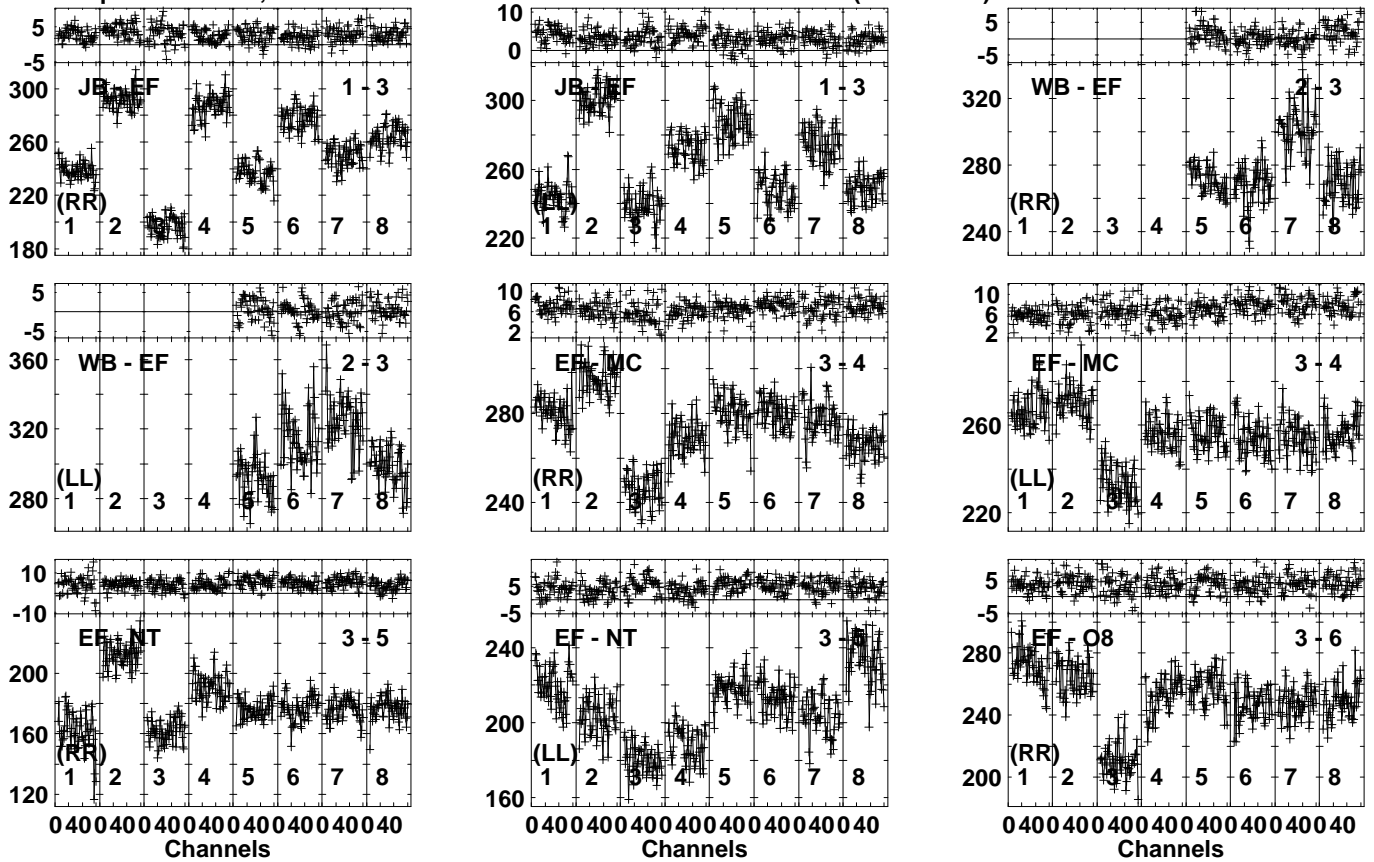 5
-5
JB - EF 1 - 3
300
260
220
180
(RR)
1 2 3 4 5 6 7 8
10
0
JB - EF 1 - 3
300
260
220
(LL)
1 2 3 4 5 6 7 8
5
-5
WB - EF 2 - 3
320
280
240
(RR)
1 2 3 4 5 6 7 8
5
-5
WB - EF 2 - 3
360
320
280
(LL)
1 2 3 4 5 6 7 8
10
6
2
EF - MC 3 - 4
280
240
(RR)
1 2 3 4 5 6 7 8
10
6
2
EF - MC 3 - 4
260
220
(LL)
1 2 3 4 5 6 7 8
10
-10
EF - NT 3 - 5
200
160
120
(RR)
1 2 3 4 5 6 7 8
0 40 0 40 0 40 0 40 0 40 0 40 0 40 0 40
Channels
5
-5
EF - NT 3 - 5
240
200
160
(LL)
1 2 3 4 5 6 7 8
0 40 0 40 0 40 0 40 0 40 0 40 0 40 0 40
Channels
5
-5
EF - O8 3 - 6
280
240
200
(RR)
1 2 3 4 5 6 7 8
0 40 0 40 0 40 0 40 0 40 0 40 0 40 0 40
Channels